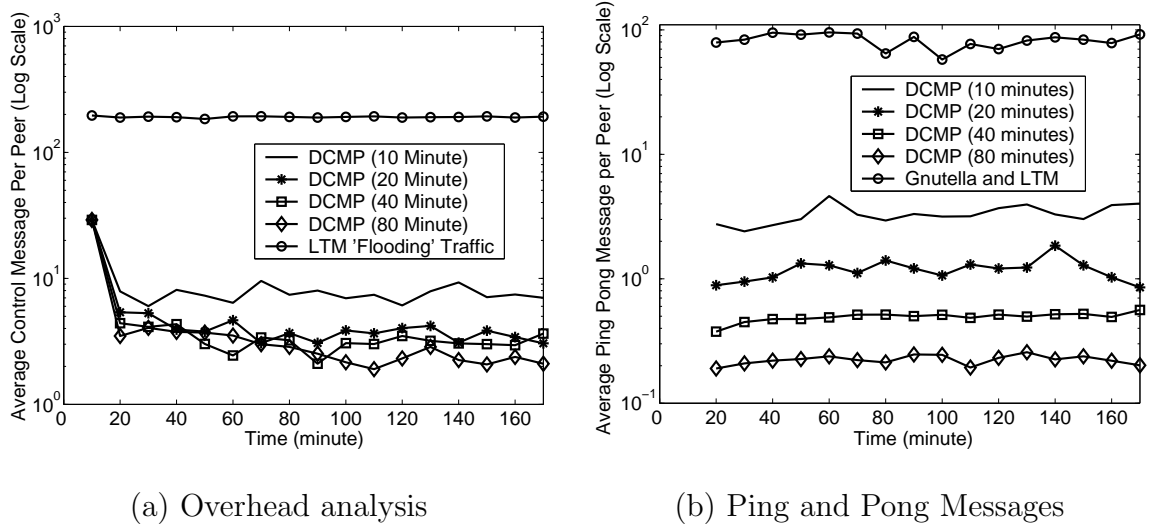 Average Control Message Per Peer (Log Scale)
10^3
10^2
10^1
10^0
0 20 40 60 80 100 120 140 160
Time (minute)
DCMP (10 Minute)
DCMP (20 Minute)
DCMP (40 Minute)
DCMP (80 Minute)
LTM 'Flooding' Traffic
(a) Overhead analysis
Average Ping Pong Message per Peer (Log Scale)
10^2
10^1
10^0
10^-1
0 20 40 60 80 100 120 140 160
Time (minute)
DCMP (10 minutes)
DCMP (20 minutes)
DCMP (40 minutes)
DCMP (80 minutes)
Gnutella and LTM
(b) Ping and Pong Messages